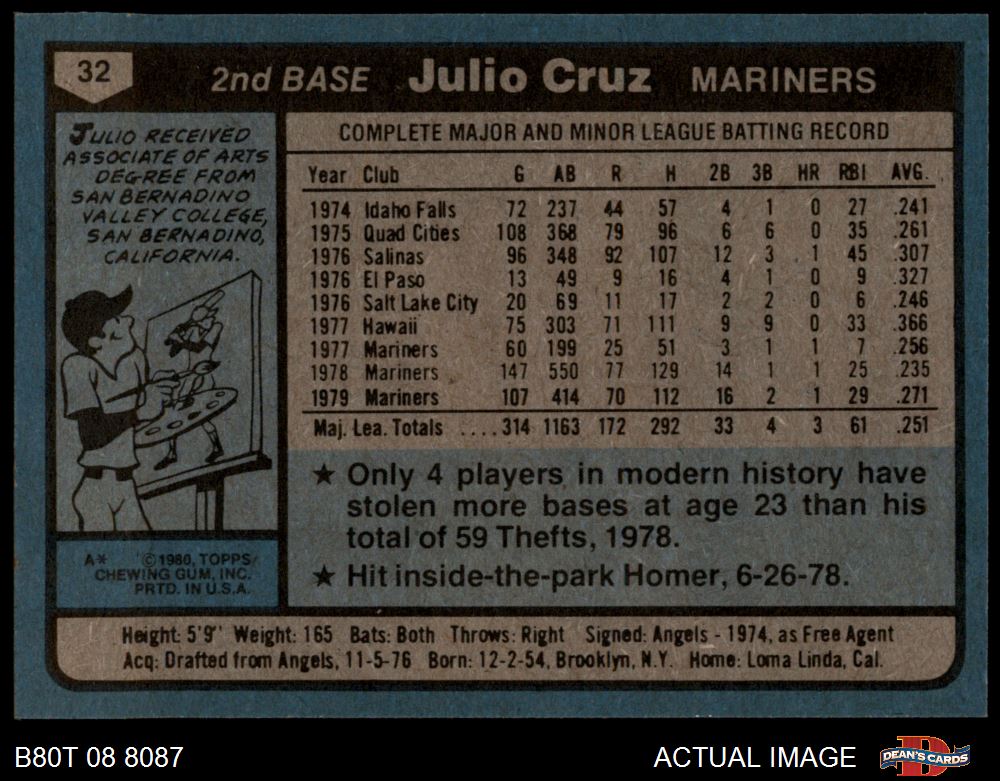 32 2nd BASE Julio Cruz MARINERS
JULIO RECEIVED
ASSOCIATE OF ARTS
DEGREE FROM
SAN BERNADINO
VALLEY COLLEGE,
SAN BERNADINO,
CALIFORNIA.
A* ©1980, TOPPS
CHEWING GUM, INC.
PRTD. IN U.S.A.
COMPLETE MAJOR AND MINOR LEAGUE BATTING RECORD
Year Club G AB R H 2B 3B HR RBI AVG.
1974 Idaho Falls 72 237 44 57 4 1 0 27 .241
1975 Quad Cities 108 368 79 96 6 6 0 35 .261
1976 Salinas 96 348 92 107 12 3 1 45 .307
1976 El Paso 13 49 9 16 4 1 0 9 .327
1976 Salt Lake City 20 69 11 17 2 2 0 6 .246
1977 Hawaii 75 303 71 111 9 9 0 33 .366
1977 Mariners 60 199 25 51 3 1 1 7 .256
1978 Mariners 147 550 77 129 14 1 1 25 .235
1979 Mariners 107 414 70 112 16 2 1 29 .271
Maj. Lea. Totals ....314 1163 172 292 33 4 3 61 .251
★ Only 4 players in modern history have
stolen more bases at age 23 than his
total of 59 Thefts, 1978.
★ Hit inside-the-park Homer, 6-26-78.
Height: 5'9" Weight: 165 Bats: Both Throws: Right Signed: Angels - 1974, as Free Agent
Acq: Drafted from Angels, 11-5-76 Born: 12-2-54, Brooklyn, N.Y. Home: Loma Linda, Cal.
B80T 08 8087 ACTUAL IMAGE DEAN'S CARDS